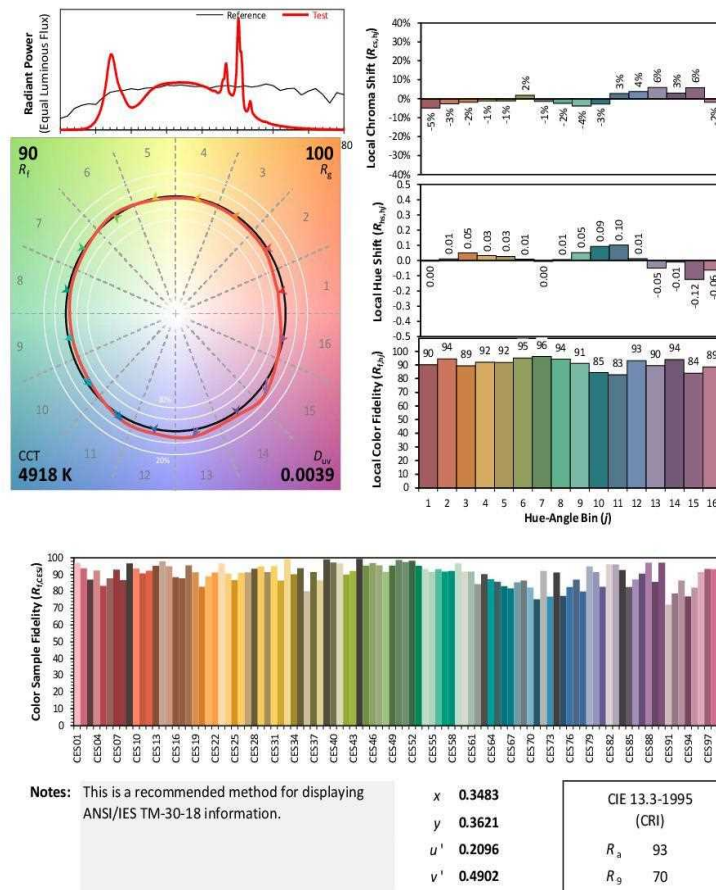 Reference
Test
Radiant Power
(Equal Luminous Flux)
80
90
Rf
100
Rg
5
4
6
3
7
2
8
1
9
16
10
15
11
14
12
13
20%
CCT
4918 K
Duv
0.0039
Local Chroma Shift (Rcs,hj)
40%
30%
20%
10%
0%
-10%
-20%
-30%
-40%
-5%
-3%
-2%
-1%
-1%
2%
-1%
-2%
-4%
-3%
3%
4%
6%
3%
6%
-2%
Local Hue Shift (Rhs,hj)
0.5
0.4
0.3
0.2
0.1
0.0
-0.1
-0.2
-0.3
-0.4
-0.5
0.00
0.01
0.05
0.03
0.03
0.01
0.00
0.01
0.05
0.09
0.10
0.01
-0.05
-0.01
-0.12
-0.06
Local Color Fidelity (Rf,hj)
100
90
80
70
60
50
40
30
20
10
0
90
94
89
92
92
95
96
94
91
85
83
93
90
94
84
89
1 2 3 4 5 6 7 8 9 10 11 12 13 14 15 16
Hue-Angle Bin (j)
Color Sample Fidelity (Rf,CESi)
100
90
80
70
60
50
40
30
20
10
0
CES01
CES04
CES07
CES10
CES13
CES16
CES19
CES22
CES25
CES28
CES31
CES34
CES37
CES40
CES43
CES46
CES49
CES52
CES55
CES58
CES61
CES64
CES67
CES70
CES73
CES76
CES79
CES82
CES85
CES88
CES91
CES94
CES97
Notes: This is a recommended method for displaying
ANSI/IES TM-30-18 information.
x 0.3483
y 0.3621
u' 0.2096
v' 0.4902
CIE 13.3-1995
(CRI)
Ra 93
R9 70